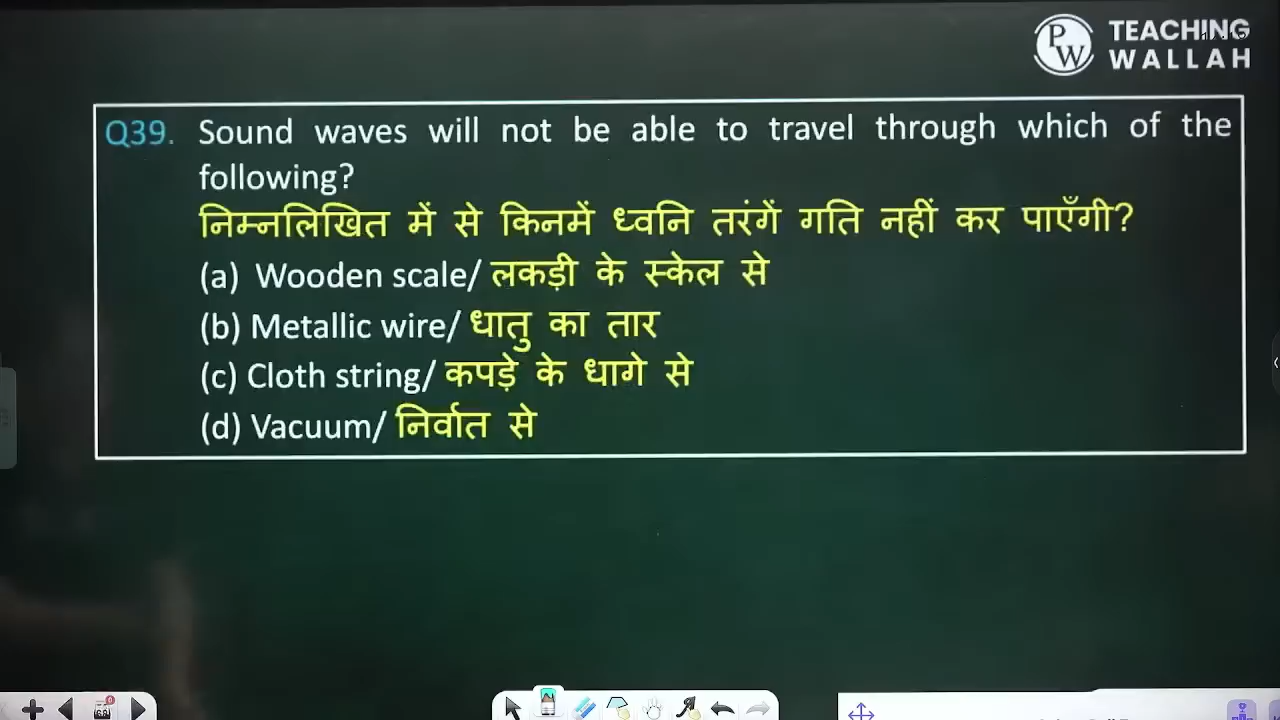 TEACHING
WALLAH
PW
Q39. Sound waves will not be able to travel through which of the
following?
निम्नलिखित में से किनमें ध्वनि तरंगें गति नहीं कर पाएँगी?
(a) Wooden scale/ लकड़ी के स्केल से
(b) Metallic wire/ धातु का तार
(c) Cloth string/ कपड़े के धागे से
(d) Vacuum/ निर्वात से